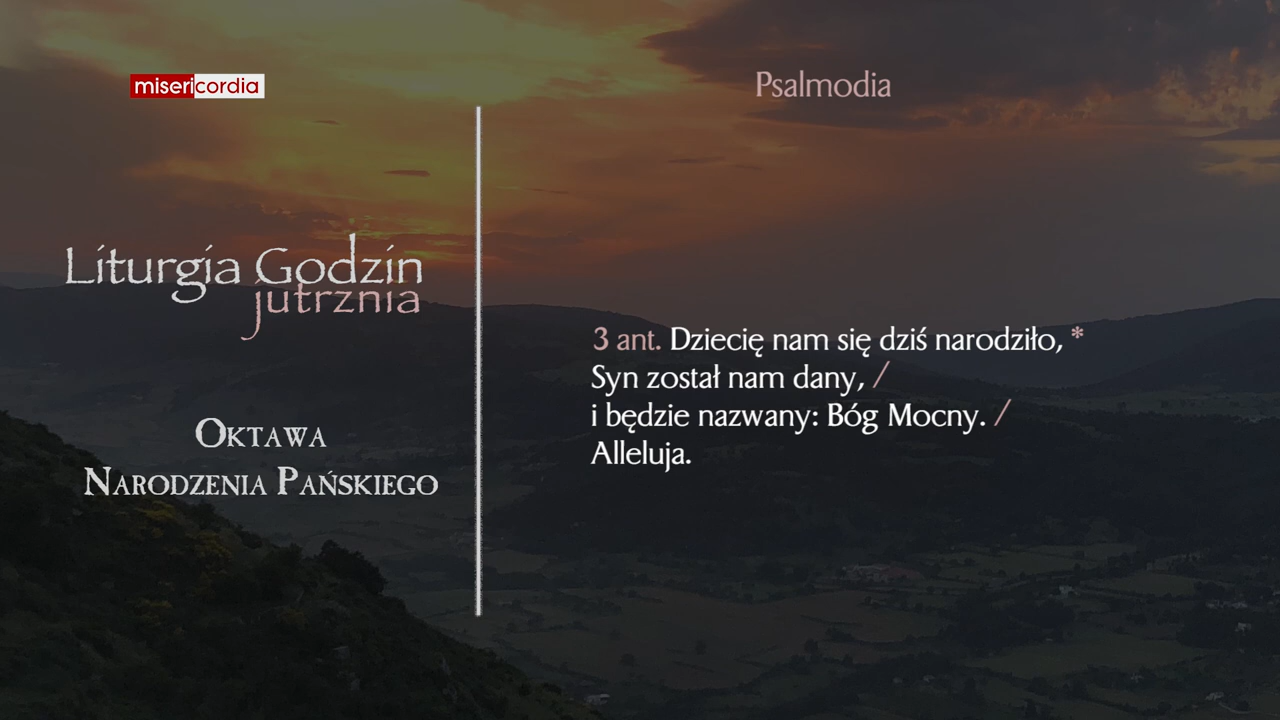 misericordia
Psalmodia
Liturgia Godzin
jutrznia
Oktawa
Narodzenia Pańskiego
3 ant. Dziecię nam się dziś narodziło, *
Syn został nam dany, /
i będzie nazwany: Bóg Mocny. /
Alleluja.